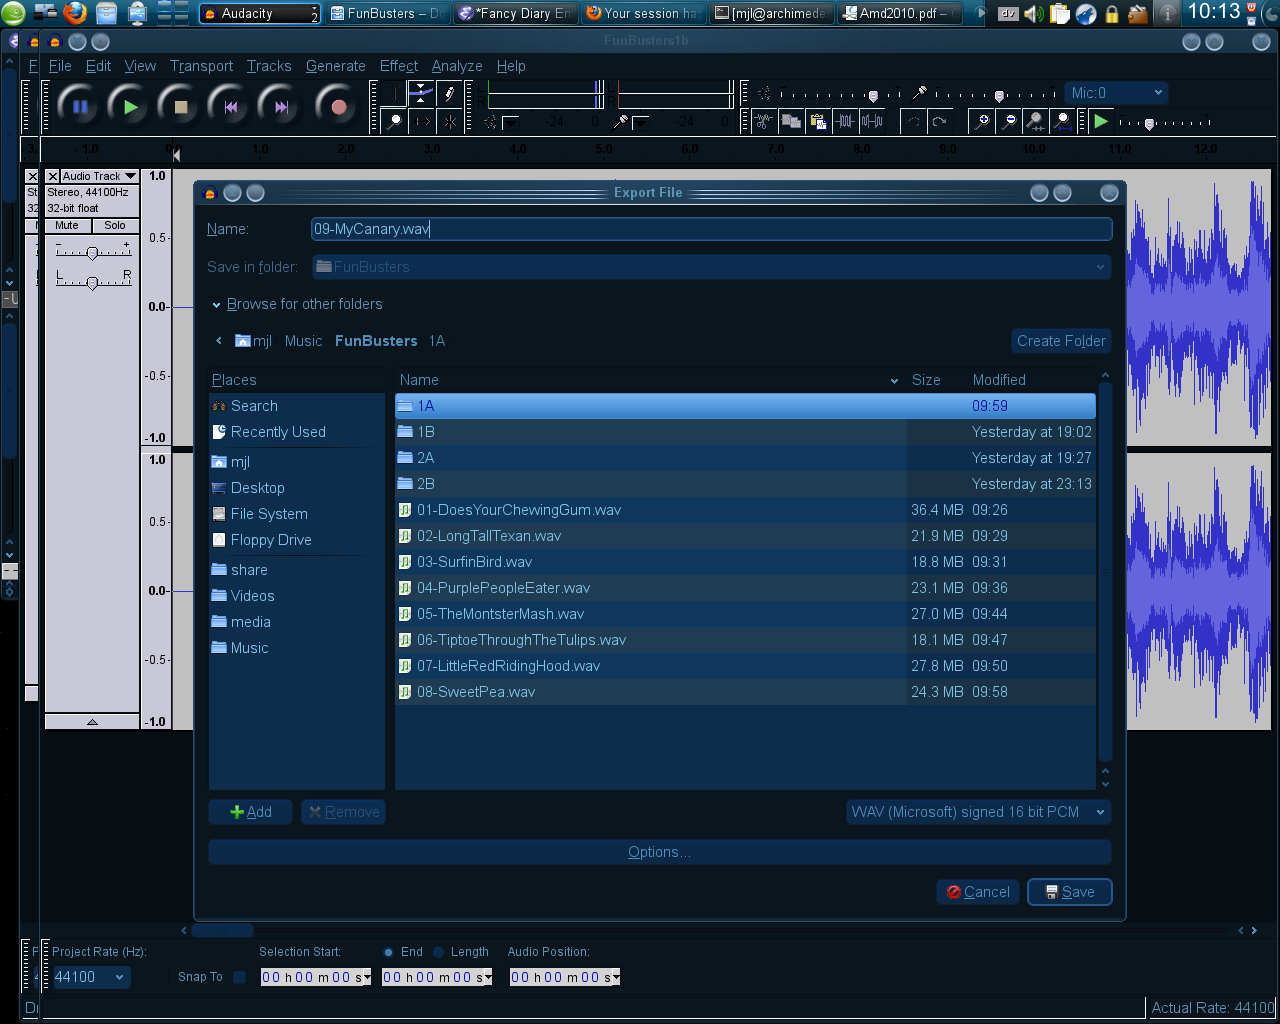 Audacity 2
FunBusters – Do
*Fancy Diary En
Your session ha
[mjl@archimede
Amd2010.pdf – 
dv
10:13
FunBusters1b
F File Edit View Transport Tracks Generate Effect Analyze Help
L
R
-24 0
L
R
-24 0
Mic:0
-3. -1.0 0.0 1.0 2.0 3.0 4.0 5.0 6.0 7.0 8.0 9.0 10.0 11.0 12.0
X X Audio Track
St Stereo, 44100Hz
32 32-bit float
Mute Solo
- +
L R
1.0
0.5-
0.0-
-0.5-
-1.0
1.0
0.5-
0.0-
-0.5-
-1.0
Export File
Name: 09-MyCanary.wav
Save in folder: FunBusters
Browse for other folders
mjl Music FunBusters 1A
Create Folder
Places
Search
Recently Used
mjl
Desktop
File System
Floppy Drive
share
Videos
media
Music
Name Size Modified
1A 09:59
1B Yesterday at 19:02
2A Yesterday at 19:27
2B Yesterday at 23:13
01-DoesYourChewingGum.wav 36.4 MB 09:26
02-LongTallTexan.wav 21.9 MB 09:29
03-SurfinBird.wav 18.8 MB 09:31
04-PurplePeopleEater.wav 23.1 MB 09:36
05-TheMontsterMash.wav 27.0 MB 09:44
06-TiptoeThroughTheTulips.wav 18.1 MB 09:47
07-LittleRedRidingHood.wav 27.8 MB 09:50
08-SweetPea.wav 24.3 MB 09:58
Add Remove
WAV (Microsoft) signed 16 bit PCM
Options...
Cancel Save
Project Rate (Hz):
44100
Snap To
Selection Start:
00 h 00 m 00 s
End Length
00 h 00 m 00 s
Audio Position:
00 h 00 m 00 s
Actual Rate: 44100